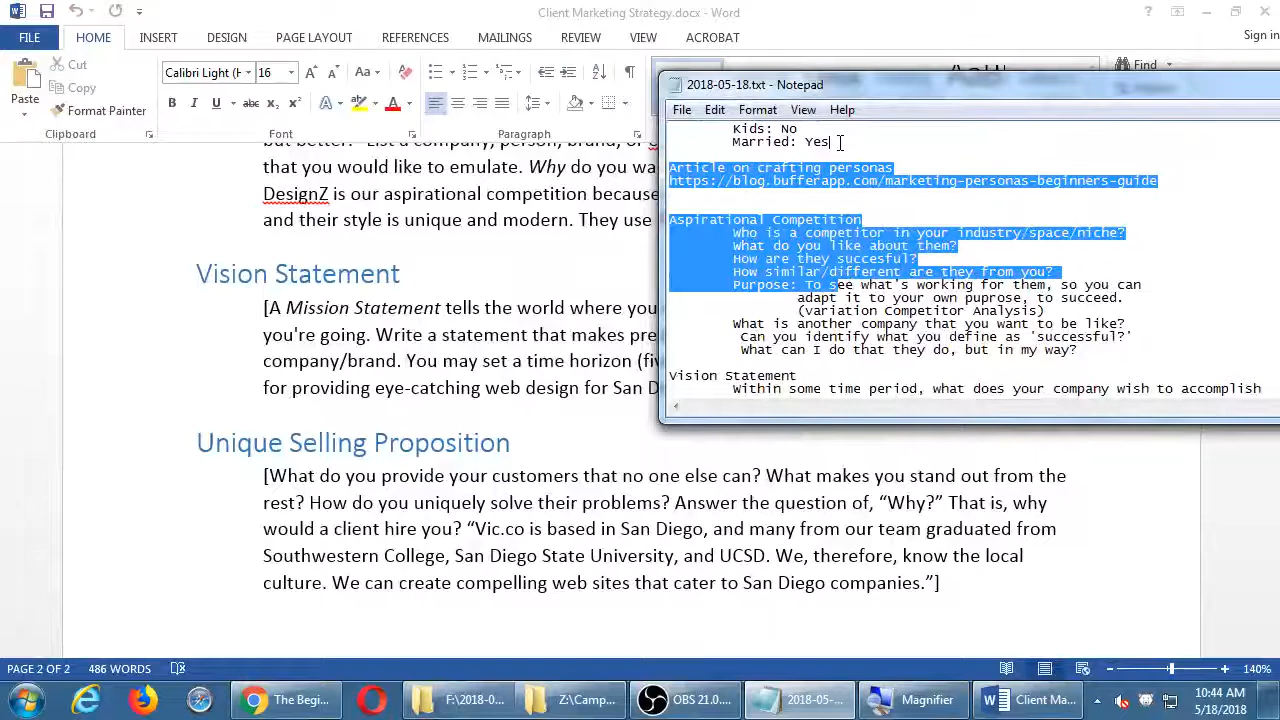 Client Marketing Strategy.docx - Word
Sign in
FILE HOME INSERT DESIGN PAGE LAYOUT REFERENCES MAILINGS REVIEW VIEW ACROBAT
Paste
Cut
Copy
Format Painter
Clipboard
Calibri Light (H 16
Font
Paragraph
Find
that you would like to emulate. Why do you wa
DesignZ is our aspirational competition because
and their style is unique and modern. They use
Vision Statement
[A Mission Statement tells the world where you
you're going. Write a statement that makes pre
company/brand. You may set a time horizon (fiv
for providing eye-catching web design for San D
Unique Selling Proposition
[What do you provide your customers that no one else can? What makes you stand out from the
rest? How do you uniquely solve their problems? Answer the question of, “Why?” That is, why
would a client hire you? “Vic.co is based in San Diego, and many from our team graduated from
Southwestern College, San Diego State University, and UCSD. We, therefore, know the local
culture. We can create compelling web sites that cater to San Diego companies.”]
2018-05-18.txt - Notepad
File Edit Format View Help
Kids: No
Married: Yes
Article on crafting personas
https://blog.bufferapp.com/marketing-personas-beginners-guide
Aspirational Competition
Who is a competitor in your industry/space/niche?
What do you like about them?
How are they succesful?
How similar/different are they from you?
Purpose: To see what's working for them, so you can
adapt it to your own puprose, to succeed.
(variation Competitor Analysis)
What is another company that you want to be like?
Can you identify what you define as 'successful?'
What can I do that they do, but in my way?
Vision Statement
Within some time period, what does your company wish to accomplish
PAGE 2 OF 2 486 WORDS
140%
The Begi...
F:\2018-0...
Z:\Camp...
OBS 21.0....
2018-05-...
Magnifier
Client Ma...
10:44 AM
5/18/2018